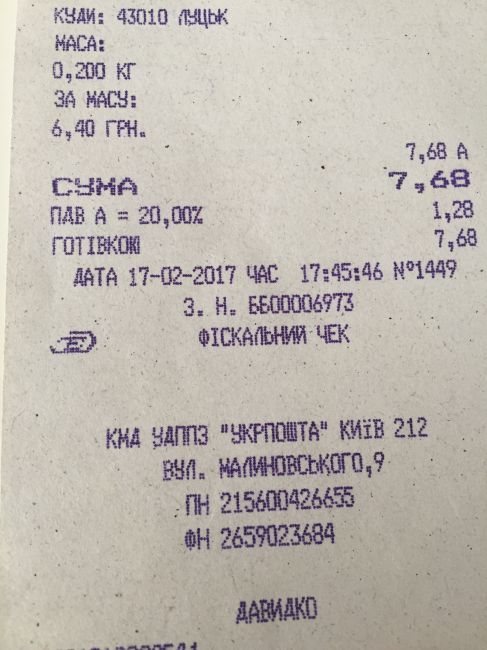 КУДИ: 43010 ЛУЦЬК
МАСА:
0,200 КГ
ЗА МАСУ:
6,40 ГРН.
7,68 А
СУМА 7,68
ПДВ А = 20,00% 1,28
ГОТІВКОЮ 7,68
ДАТА 17-02-2017 ЧАС 17:45:46 №1449
З. Н. ББ00006973
ФІСКАЛЬНИЙ ЧЕК
КМД УДППЗ "УКРПОШТА" КИЇВ 212
ВУЛ. МАЛИНОВСЬКОГО,9
ПН 215600426655
ФН 2659023684
ДАВИДКО